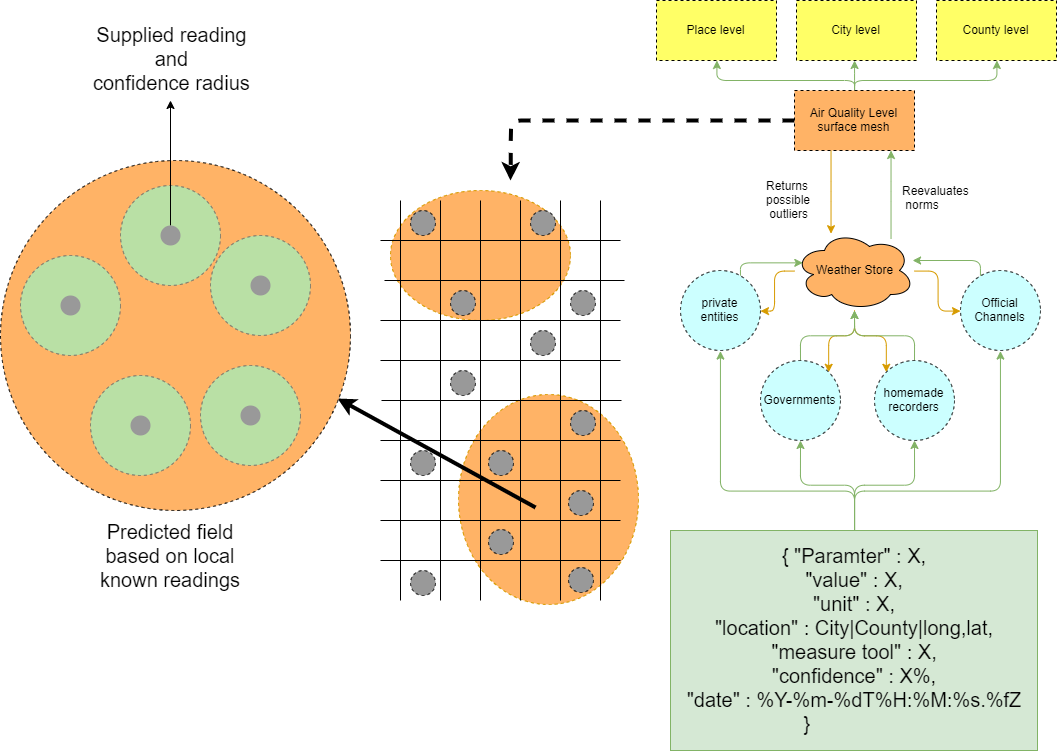 Supplied reading
and
confidence radius
Predicted field
based on local
known readings
Place level
City level
County level
Air Quality Level
surface mesh
Returns
possible
outliers
Reevaluates
norms
Weather Store
private
entities
Official
Channels
Governments
homemade
recorders
{ "Paramter" : X,
"value" : X,
"unit" : X,
"location" : City|County|long,lat,
"measure tool" : X,
"confidence" : X%,
"date" : %Y-%m-%dT%H:%M:%s.%fZ
}